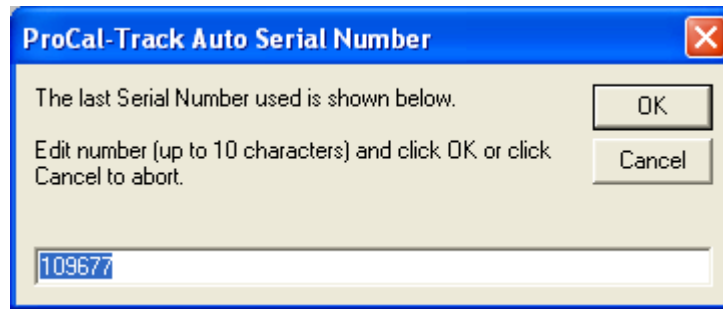 ProCal-Track Auto Serial Number
The last Serial Number used is shown below.
OK
Edit number (up to 10 characters) and click OK or click
Cancel to abort.
Cancel
109677